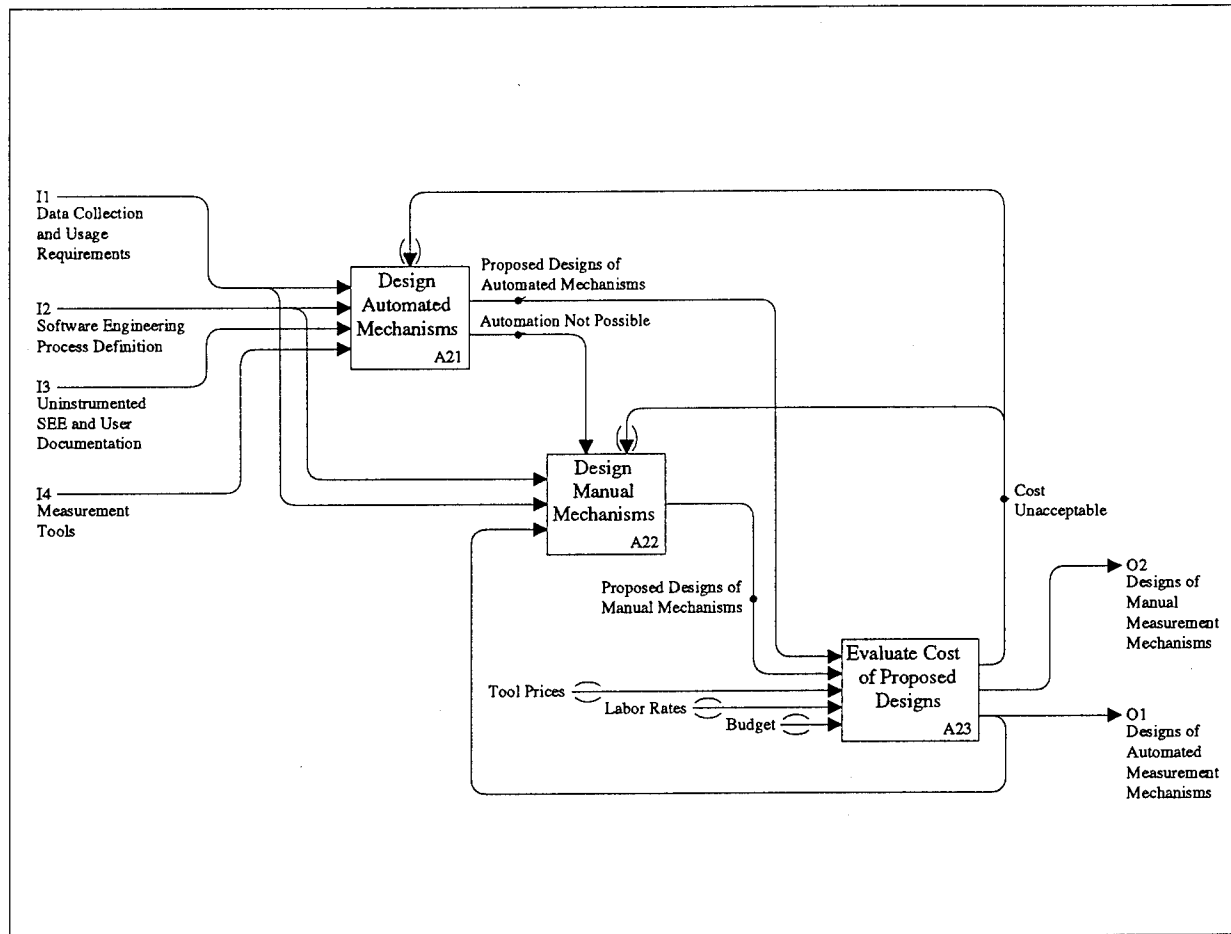 I1
Data Collection
and Usage
Requirements
I2
Software Engineering
Process Definition
I3
Uninstrumented
SEE and User
Documentation
I4
Measurement
Tools
Design
Automated
Mechanisms
A21
Proposed Designs of
Automated Mechanisms
Automation Not Possible
Design
Manual
Mechanisms
A22
Proposed Designs of
Manual Mechanisms
Tool Prices
Labor Rates
Budget
Evaluate Cost
of Proposed
Designs
A23
Cost
Unacceptable
O2
Designs of
Manual
Measurement
Mechanisms
O1
Designs of
Automated
Measurement
Mechanisms